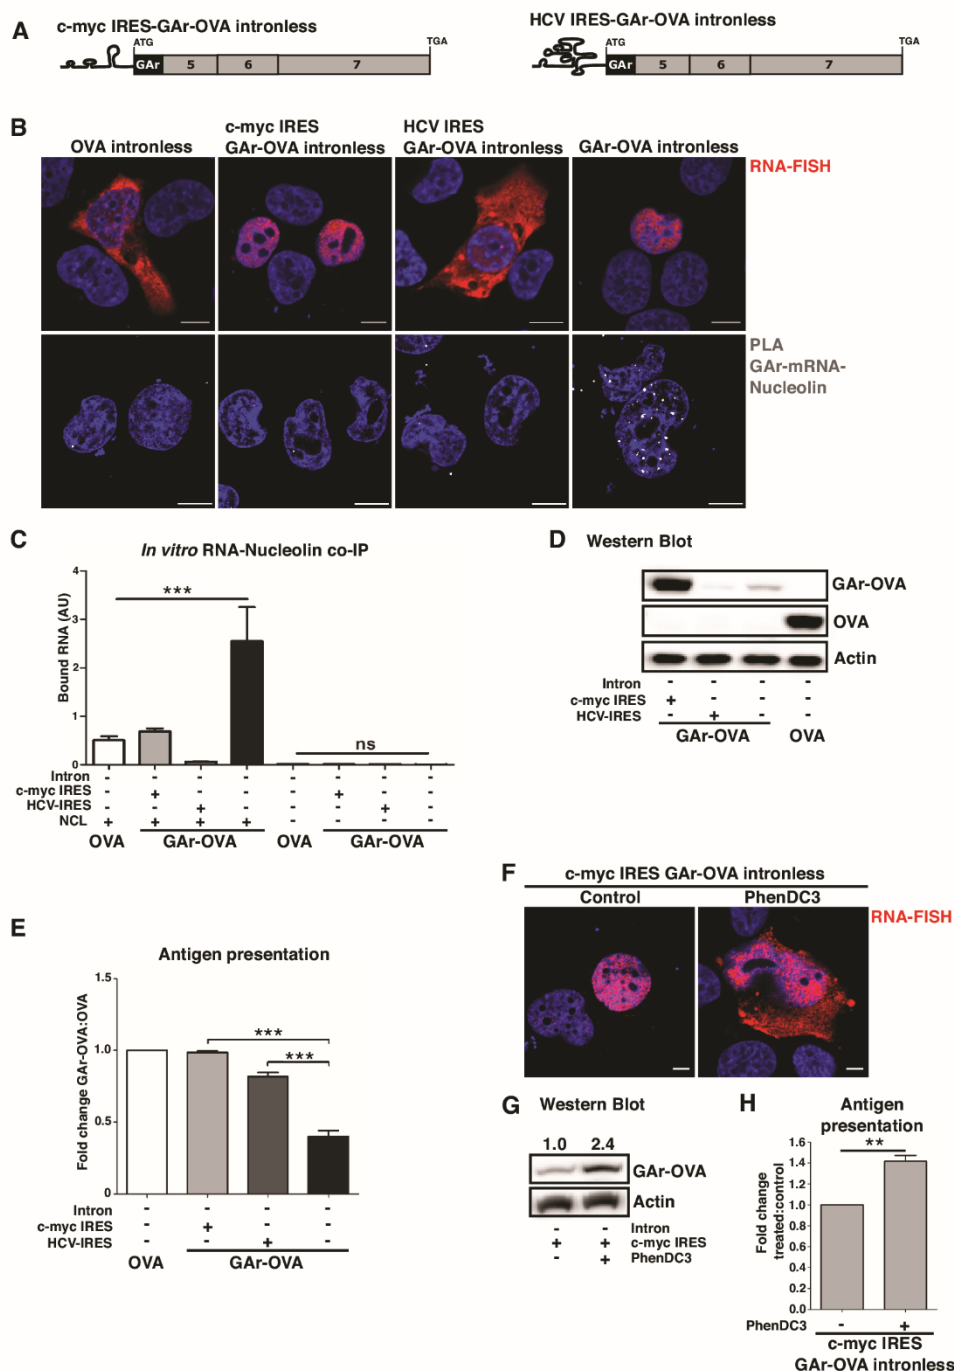 A
c-myc IRES-GAr-OVA intronless
HCV IRES-GAr-OVA intronless
ATG
TGA
GAr 5 6 7
ATG
TGA
GAr 5 6 7
B
OVA intronless
c-myc IRES
GAr-OVA intronless
HCV IRES
GAr-OVA intronless
GAr-OVA intronless
RNA-FISH
PLA
GAr-mRNA-
Nucleolin
C
In vitro RNA-Nucleolin co-IP
Bound RNA (AU)
4
3
2
1
0
***
ns
Intron - - - - - - - -
c-myc IRES - + - - - + - -
HCV-IRES - - + - - - + -
NCL + + + + - - - -
OVA GAr-OVA OVA GAr-OVA
D Western Blot
GAr-OVA
OVA
Actin
Intron - - - -
c-myc IRES + - - -
HCV-IRES - + - -
GAr-OVA OVA
E
Antigen presentation
Fold change GAr-OVA:OVA
1.5
1.0
0.5
0
***
***
Intron - - - -
c-myc IRES - + - -
HCV-IRES - - + -
OVA GAr-OVA
F
c-myc IRES GAr-OVA intronless
Control PhenDC3
RNA-FISH
G Western Blot
1.0 2.4
GAr-OVA
Actin
- - Intron
+ + c-myc IRES
- + PhenDC3
H
Antigen
presentation
Fold change
treated:control
1.6
1.4
1.2
1.0
0.8
0.6
0.4
0.2
0.0
**
PhenDC3 - +
c-myc IRES
GAr-OVA intronless